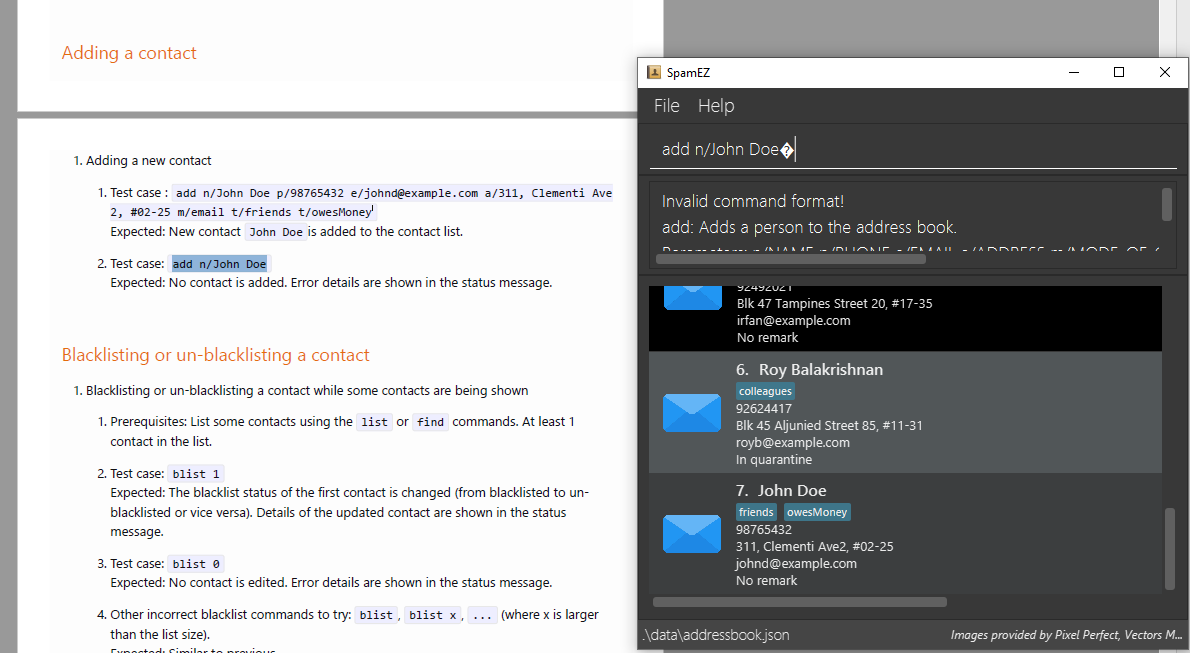 Adding a contact
1. Adding a new contact
1. Test case : add n/John Doe p/98765432 e/johnd@example.com a/311, Clementi Ave
2, #02-25 m/email t/friends t/owesMoney
Expected: New contact John Doe is added to the contact list.
2. Test case: add n/John Doe
Expected: No contact is added. Error details are shown in the status message.
Blacklisting or un-blacklisting a contact
1. Blacklisting or un-blacklisting a contact while some contacts are being shown
1. Prerequisites: List some contacts using the list or find commands. At least 1
contact in the list.
2. Test case: blist 1
Expected: The blacklist status of the first contact is changed (from blacklisted to un-
blacklisted or vice versa). Details of the updated contact are shown in the status
message.
3. Test case: blist 0
Expected: No contact is edited. Error details are shown in the status message.
4. Other incorrect blacklist commands to try: blist, blist x, ... (where x is larger
than the list size).
Expected: Similar to previous.
SpamEZ
File Help
add n/John Doe�
Invalid command format!
add: Adds a person to the address book.
Parameters: n/NAME p/PHONE e/EMAIL a/ADDRESS m/MODE_OF_
92492021
Blk 47 Tampines Street 20, #17-35
irfan@example.com
No remark
6. Roy Balakrishnan
colleagues
92624417
Blk 45 Aljunied Street 85, #11-31
royb@example.com
In quarantine
7. John Doe
friends owesMoney
98765432
311, Clementi Ave2, #02-25
johnd@example.com
No remark
.\data\addressbook.json
Images provided by Pixel Perfect, Vectors M...